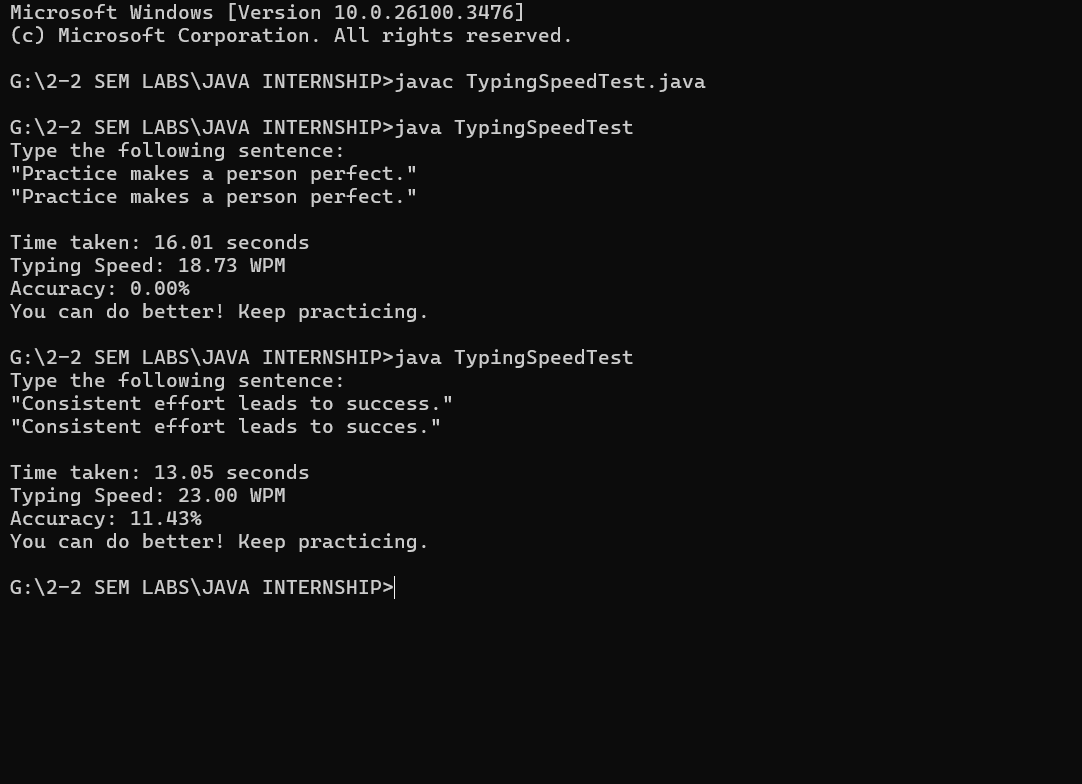 Microsoft Windows [Version 10.0.26100.3476]
(c) Microsoft Corporation. All rights reserved.
G:\2-2 SEM LABS\JAVA INTERNSHIP>javac TypingSpeedTest.java
G:\2-2 SEM LABS\JAVA INTERNSHIP>java TypingSpeedTest
Type the following sentence:
"Practice makes a person perfect."
"Practice makes a person perfect."
Time taken: 16.01 seconds
Typing Speed: 18.73 WPM
Accuracy: 0.00%
You can do better! Keep practicing.
G:\2-2 SEM LABS\JAVA INTERNSHIP>java TypingSpeedTest
Type the following sentence:
"Consistent effort leads to success."
"Consistent effort leads to succes."
Time taken: 13.05 seconds
Typing Speed: 23.00 WPM
Accuracy: 11.43%
You can do better! Keep practicing.
G:\2-2 SEM LABS\JAVA INTERNSHIP>